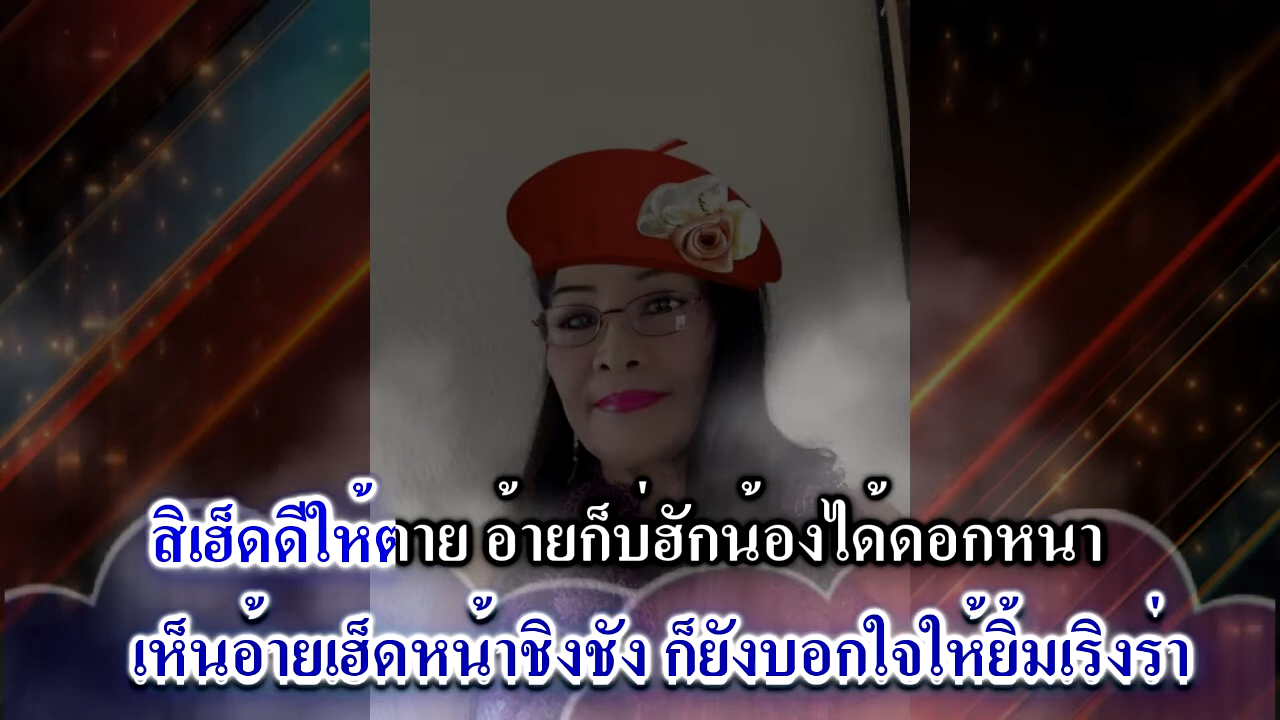 สิเฮ็ดดีให้ตาย อ้ายก็บ่ฮักน้องได้ดอกหนา
เห็นอ้ายเฮ็ดหน้าชิงชัง ก็ยังบอกใจให้ยิ้มเริงร่า